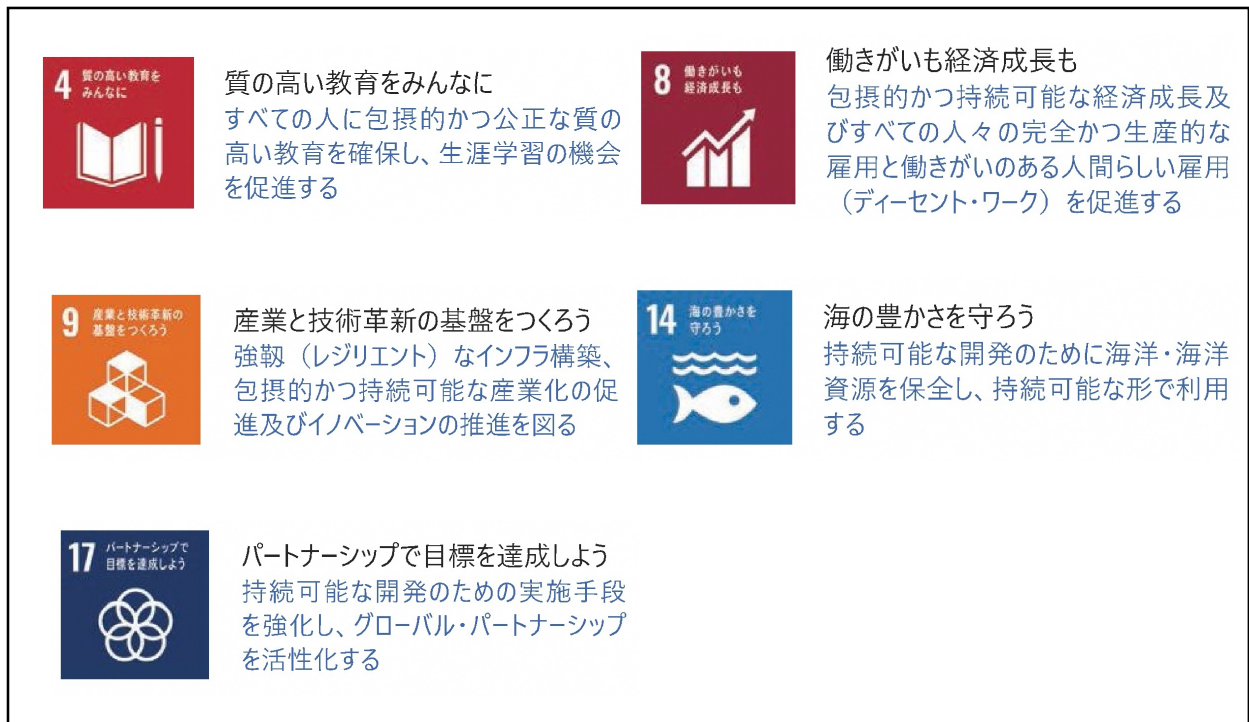 4 質の高い教育を
みんなに
質の高い教育をみんなに
すべての人に包摂的かつ公正な質の
高い教育を確保し、生涯学習の機会
を促進する
8 働きがいも
経済成長も
働きがいも経済成長も
包摂的かつ持続可能な経済成長及
びすべての人々の完全かつ生産的な
雇用と働きがいのある人間らしい雇用
（ディーセント・ワーク）を促進する
9 産業と技術革新の
基盤をつくろう
産業と技術革新の基盤をつくろう
強靱（レジリエント）なインフラ構築、
包摂的かつ持続可能な産業化の促
進及びイノベーションの推進を図る
14 海の豊かさを
守ろう
海の豊かさを守ろう
持続可能な開発のために海洋・海洋
資源を保全し、持続可能な形で利用
する
17 パートナーシップで
目標を達成しよう
パートナーシップで目標を達成しよう
持続可能な開発のための実施手段
を強化し、グローバル・パートナーシップ
を活性化する